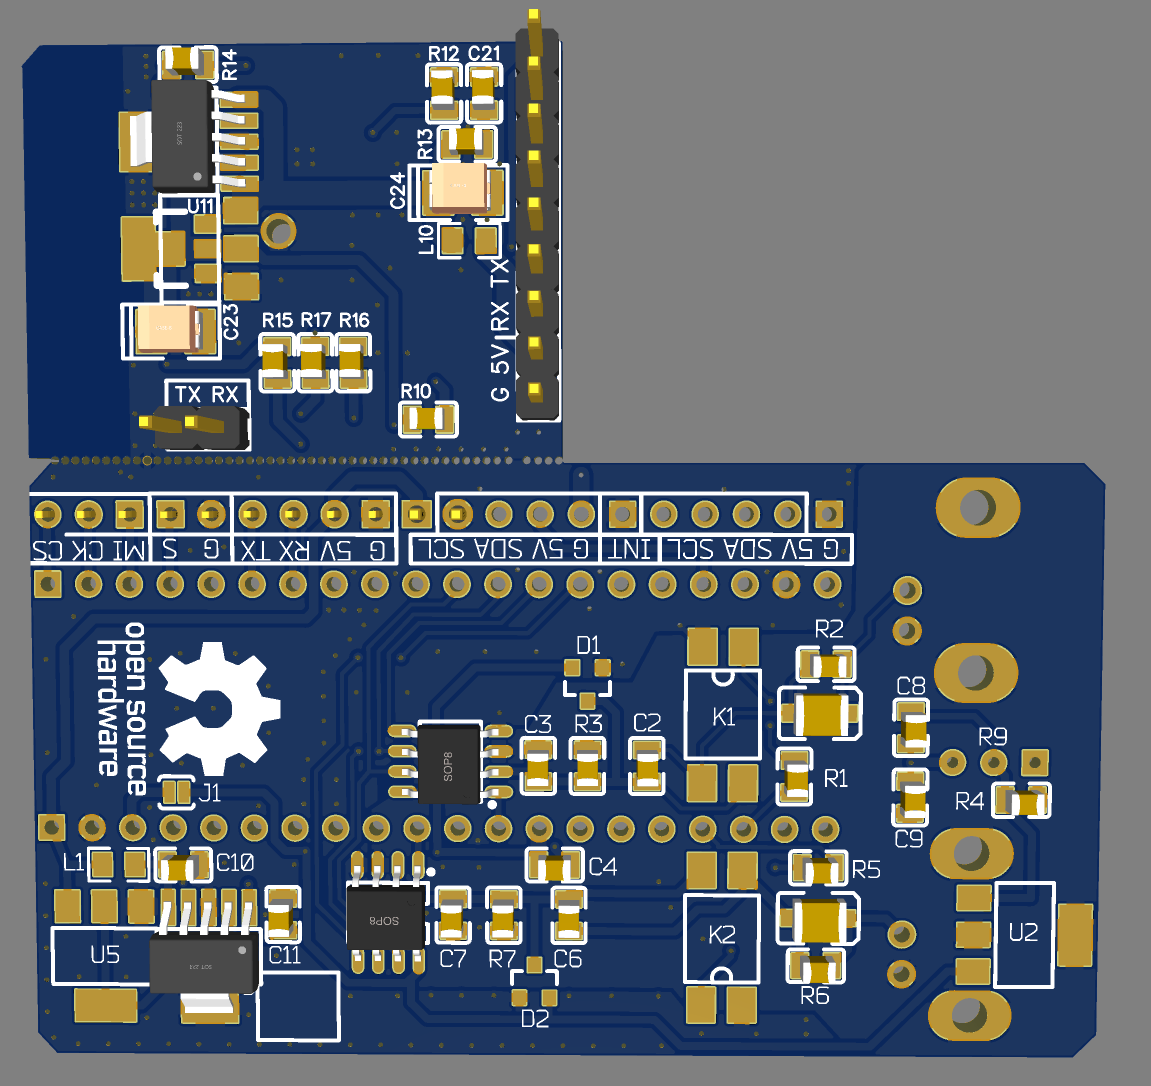 R14
R12 C21
R13
C24
U11
L10
G 5V RX TX
C23
R15 R17 R16
TX RX
R10
CS CK MI S G TX RX 5V G SCL SCL SDA 5V G INT SCL SDA 5V G
open source
hardware
D1
R2
C8
K1
C3 R3 C2
R9
SOP8
R1
J1
R4
C9
L1
C10
C4
R5
SOP8
U2
K2
U5
C11
C7 R7 C6
R6
D2